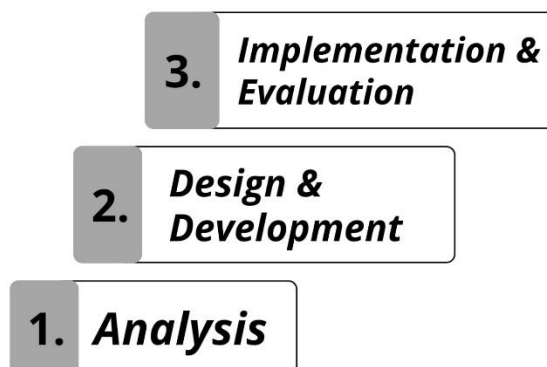 3. Implementation &
Evaluation
2. Design &
Development
1. Analysis